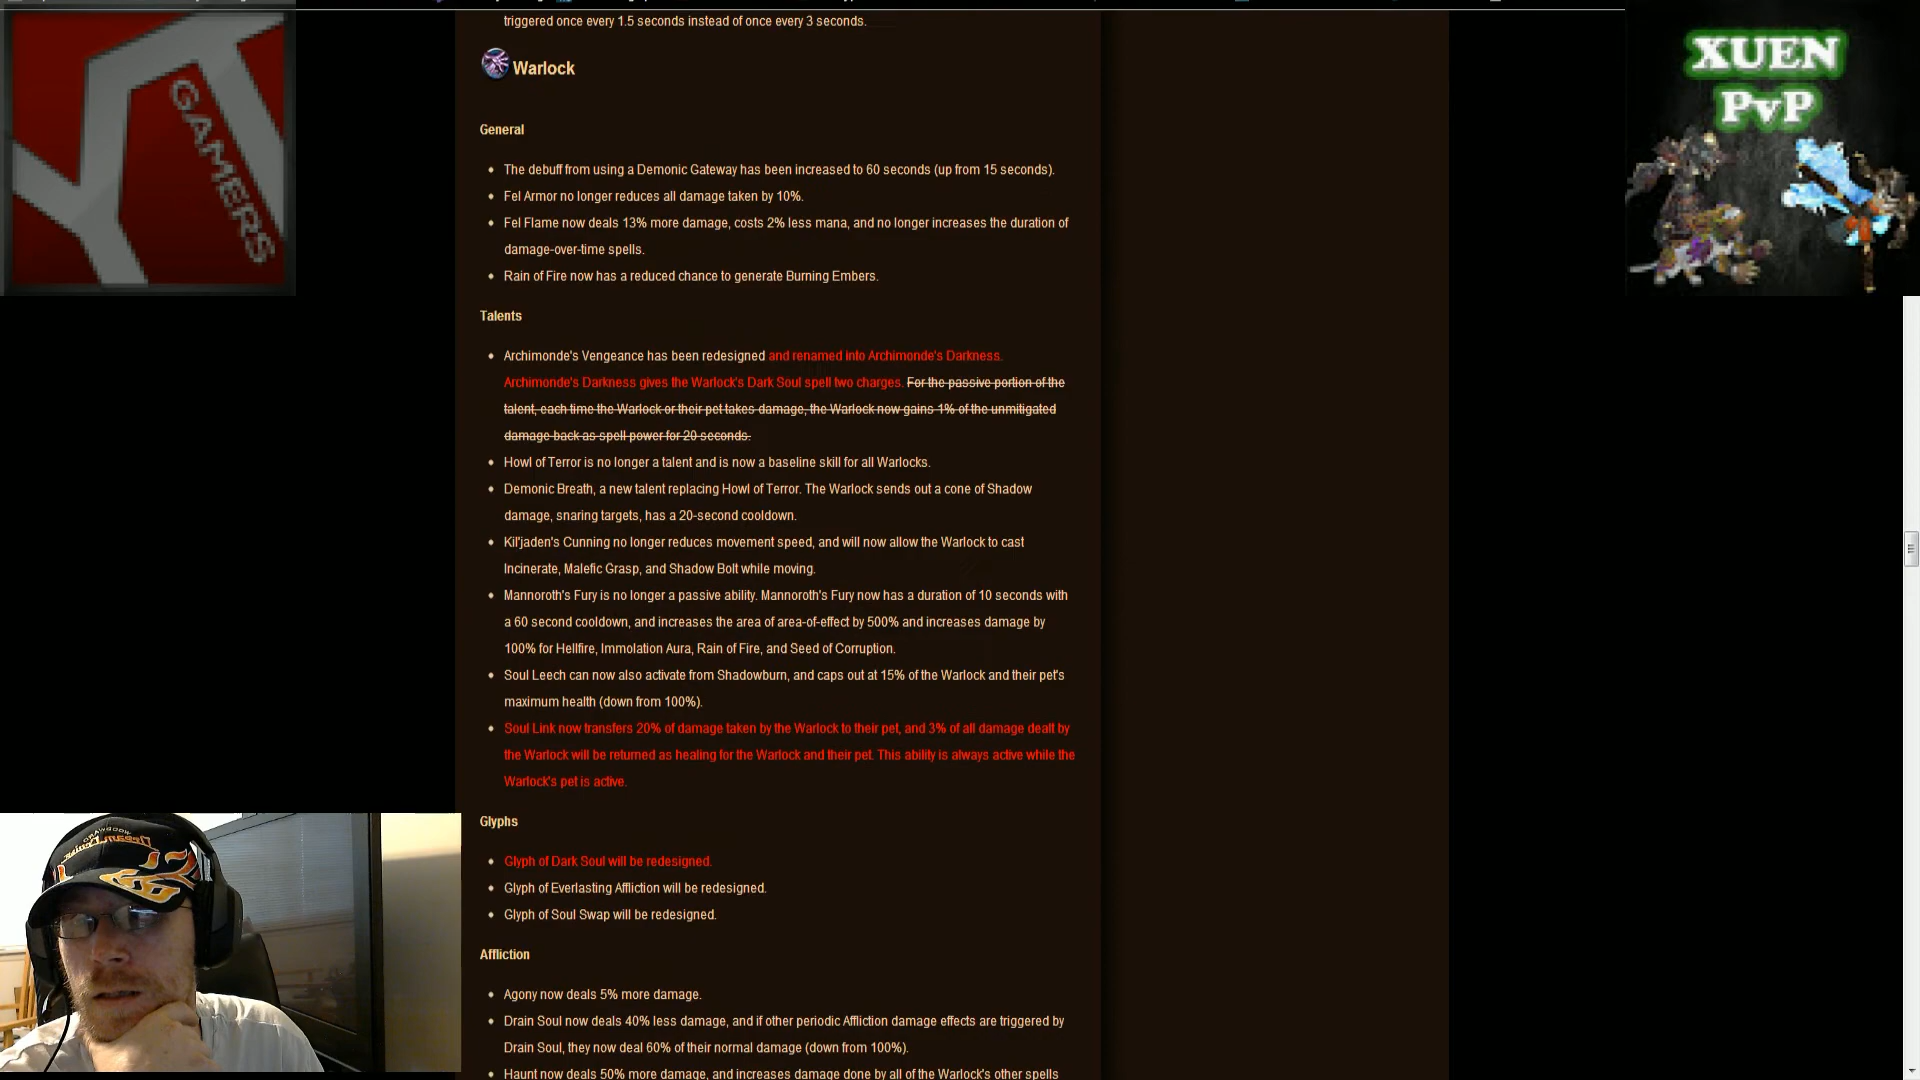 triggered once every 1.5 seconds instead of once every 3 seconds.
Warlock
General
The debuff from using a Demonic Gateway has been increased to 60 seconds (up from 15 seconds).
Fel Armor no longer reduces all damage taken by 10%.
Fel Flame now deals 13% more damage, costs 2% less mana, and no longer increases the duration of
damage-over-time spells.
Rain of Fire now has a reduced chance to generate Burning Embers.
Talents
Archimonde's Vengeance has been redesigned and renamed into Archimonde's Darkness.
Archimonde's Darkness gives the Warlock's Dark Soul spell two charges. For the passive portion of the
talent, each time the Warlock or their pet takes damage, the Warlock now gains 1% of the unmitigated
damage back as spell power for 20 seconds.
Howl of Terror is no longer a talent and is now a baseline skill for all Warlocks.
Demonic Breath, a new talent replacing Howl of Terror. The Warlock sends out a cone of Shadow
damage, snaring targets, has a 20-second cooldown.
Kil'jaden's Cunning no longer reduces movement speed, and will now allow the Warlock to cast
Incinerate, Malefic Grasp, and Shadow Bolt while moving.
Mannoroth's Fury is no longer a passive ability. Mannoroth's Fury now has a duration of 10 seconds with
a 60 second cooldown, and increases the area of area-of-effect by 500% and increases damage by
100% for Hellfire, Immolation Aura, Rain of Fire, and Seed of Corruption.
Soul Leech can now also activate from Shadowburn, and caps out at 15% of the Warlock and their pet's
maximum health (down from 100%).
Soul Link now transfers 20% of damage taken by the Warlock to their pet, and 3% of all damage dealt by
the Warlock will be returned as healing for the Warlock and their pet. This ability is always active while the
Warlock's pet is active.
Glyphs
Glyph of Dark Soul will be redesigned.
Glyph of Everlasting Affliction will be redesigned.
Glyph of Soul Swap will be redesigned.
Affliction
Agony now deals 5% more damage.
Drain Soul now deals 40% less damage, and if other periodic Affliction damage effects are triggered by
Drain Soul, they now deal 60% of their normal damage (down from 100%).
Haunt now deals 50% more damage, and increases damage done by all of the Warlock's other spells
YT
GAMERS
XUEN
PvP